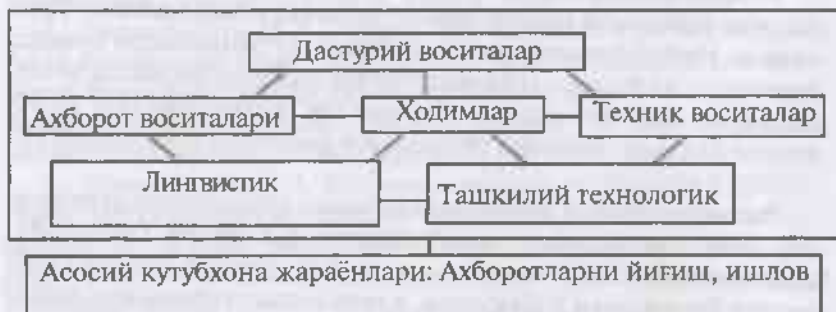 Дастурий воситалар
Ахборот воситалари Ходимлар Техник воситалар
Лингвистик
Ташкилий технологик
Асосий кутубхона жараёнлари: Ахборотларни йиғиш, ишлов